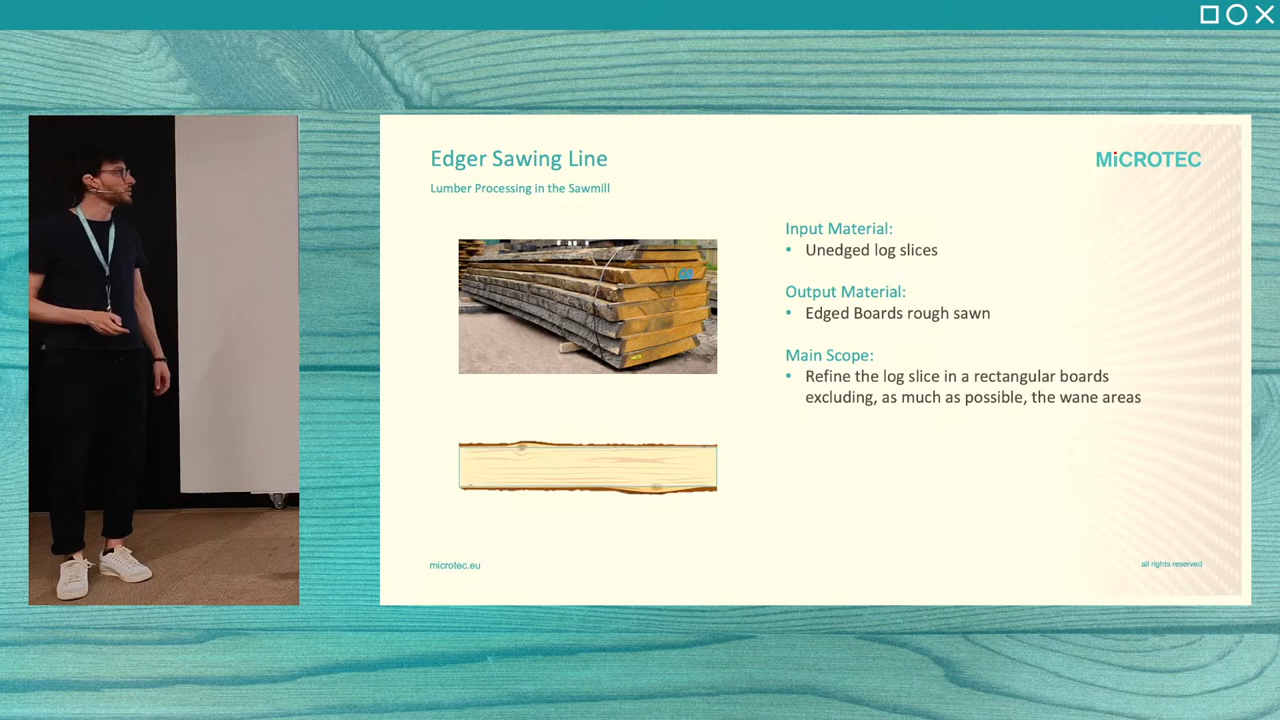 Edger Sawing Line
MiCROTEC
Lumber Processing in the Sawmill
Input Material:
• Unedged log slices
Output Material:
• Edged Boards rough sawn
Main Scope:
• Refine the log slice in a rectangular boards
excluding, as much as possible, the wane areas
microtec.eu
all rights reserved